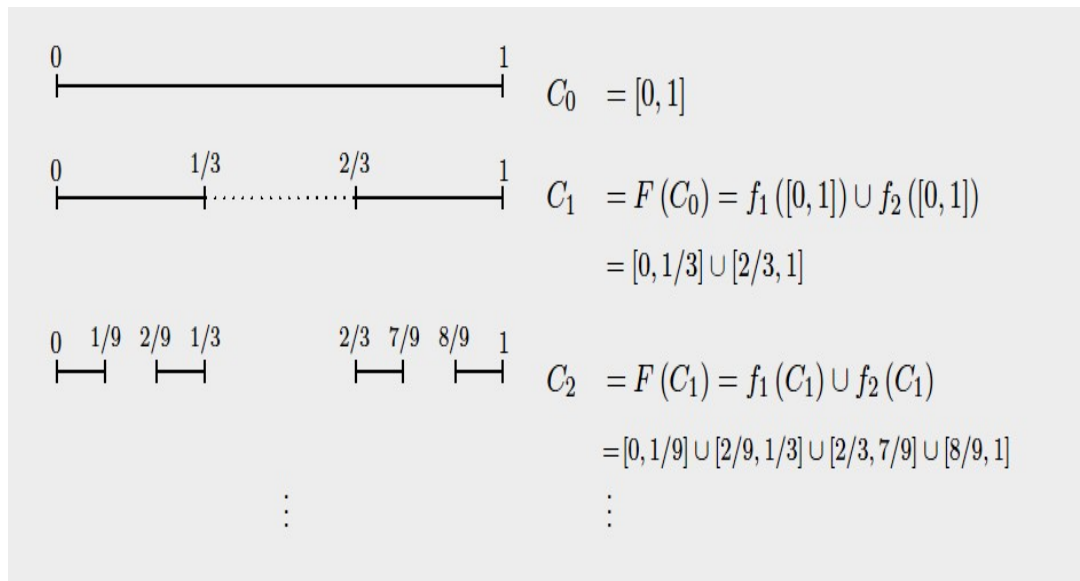 0 1
C₀ = [0, 1]
0 1/3 2/3 1
C₁ = F (C₀) = f₁ ([0, 1]) ∪ f₂ ([0, 1])
= [0, 1/3] ∪ [2/3, 1]
0 1/9 2/9 1/3 2/3 7/9 8/9 1
C₂ = F (C₁) = f₁ (C₁) ∪ f₂ (C₁)
= [0, 1/9] ∪ [2/9, 1/3] ∪ [2/3, 7/9] ∪ [8/9, 1]
⋮ ⋮